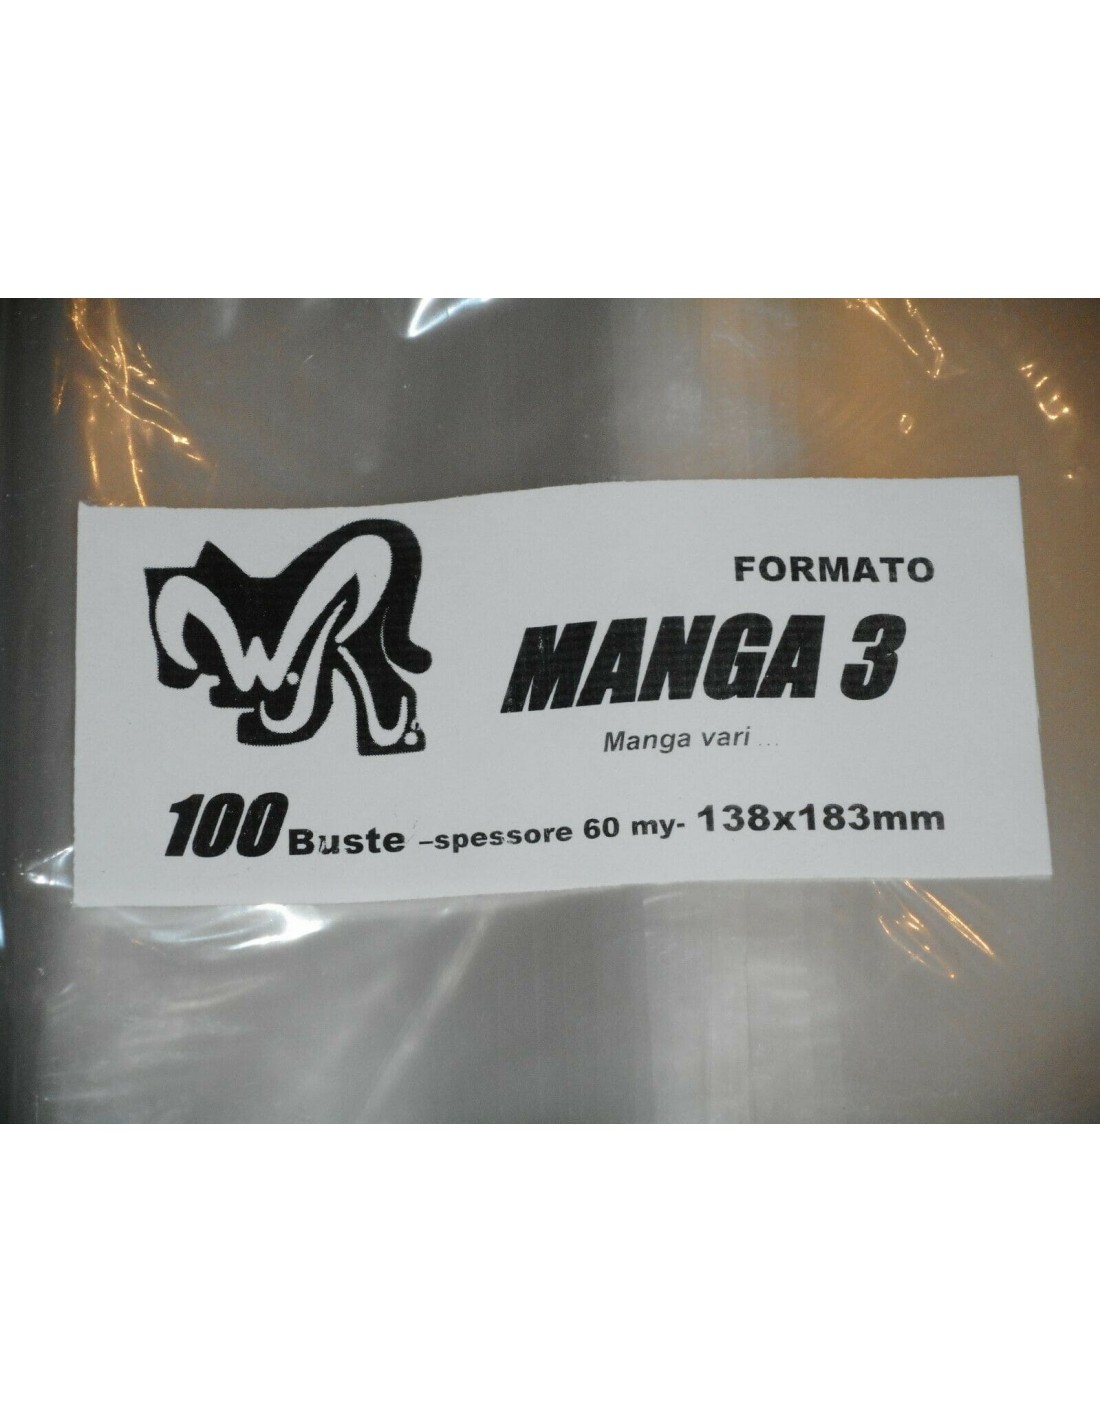 W.R.
FORMATO
MANGA 3
Manga vari ...
100 Buste –spessore 60 my- 138x183mm